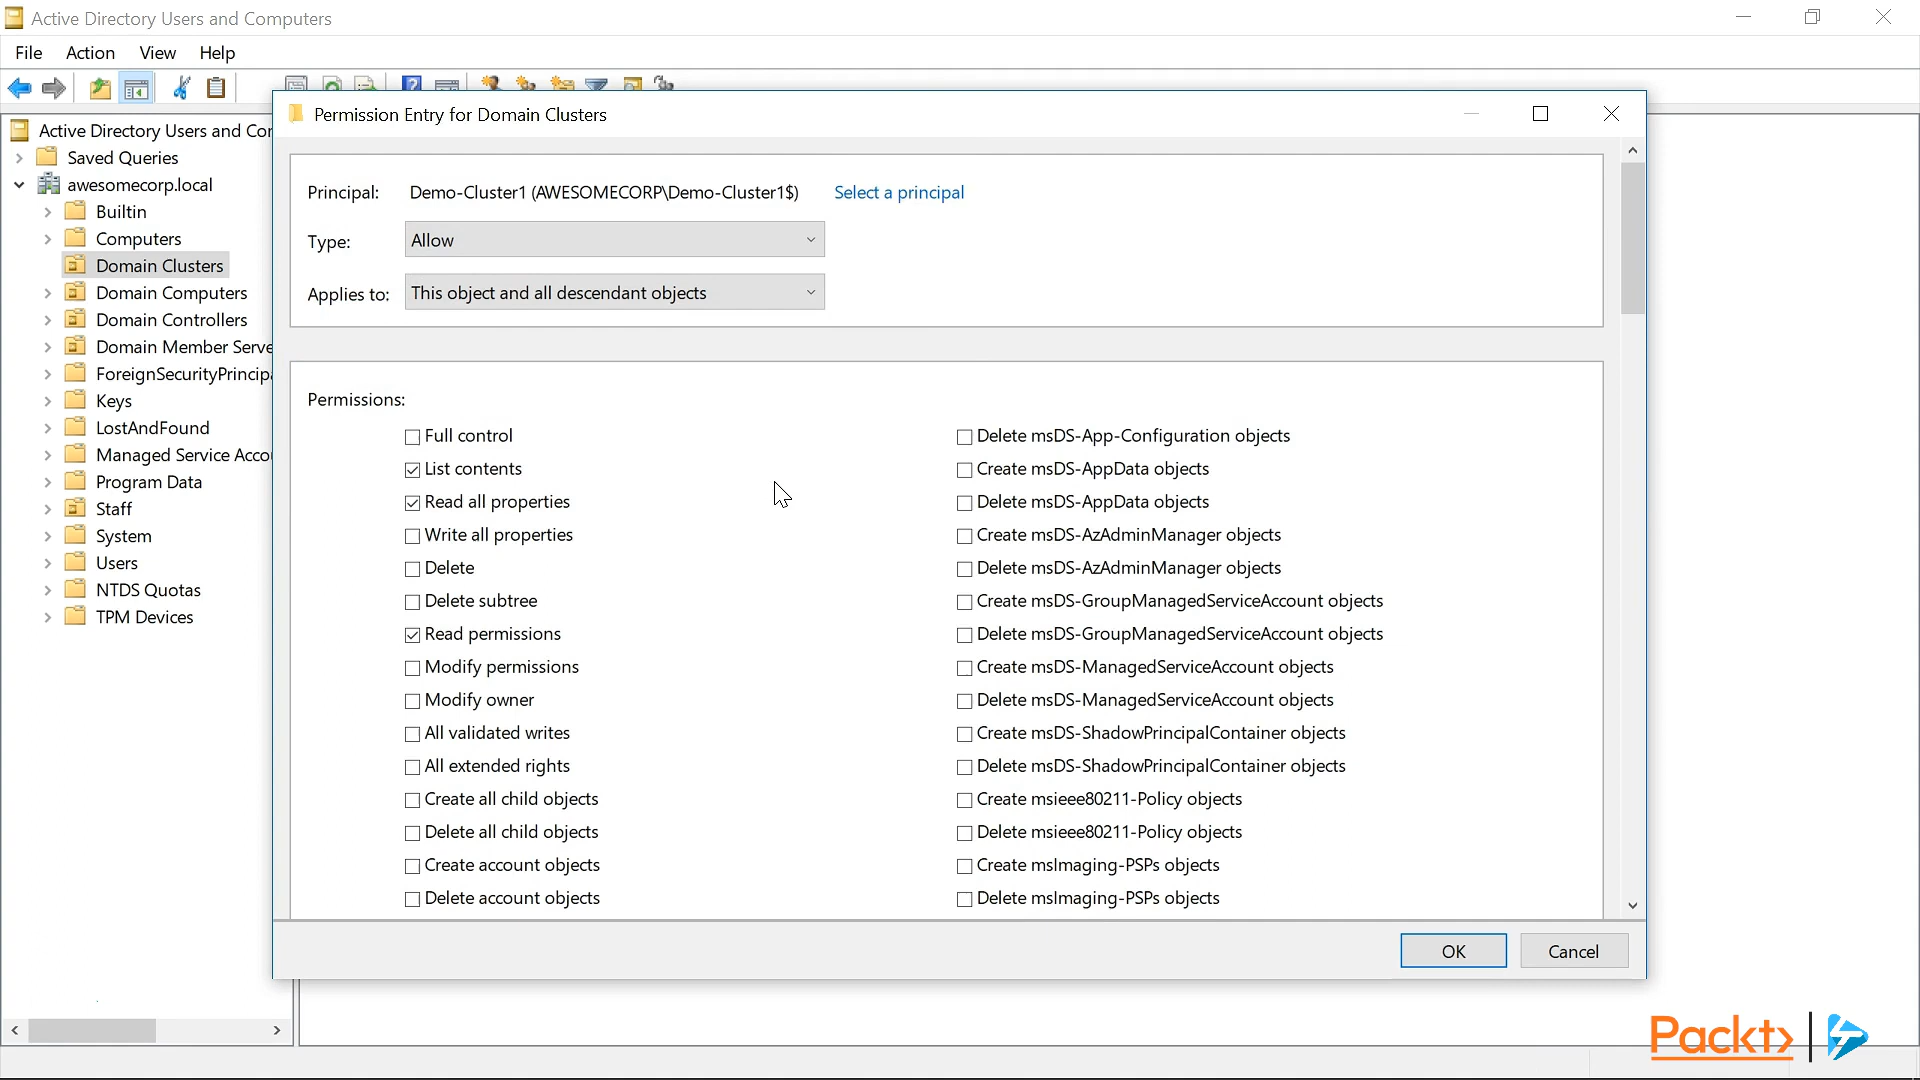 Active Directory Users and Computers
File Action View Help
Active Directory Users and Cor
Saved Queries
awesomecorp.local
Builtin
Computers
Domain Clusters
Domain Computers
Domain Controllers
Domain Member Serve
ForeignSecurityPrincipa
Keys
LostAndFound
Managed Service Acco
Program Data
Staff
System
Users
NTDS Quotas
TPM Devices
Permission Entry for Domain Clusters
Principal: Demo-Cluster1 (AWESOMECORP\Demo-Cluster1$) Select a principal
Type: Allow
Applies to: This object and all descendant objects
Permissions:
Full control
List contents
Read all properties
Write all properties
Delete
Delete subtree
Read permissions
Modify permissions
Modify owner
All validated writes
All extended rights
Create all child objects
Delete all child objects
Create account objects
Delete account objects
Delete msDS-App-Configuration objects
Create msDS-AppData objects
Delete msDS-AppData objects
Create msDS-AzAdminManager objects
Delete msDS-AzAdminManager objects
Create msDS-GroupManagedServiceAccount objects
Delete msDS-GroupManagedServiceAccount objects
Create msDS-ManagedServiceAccount objects
Delete msDS-ManagedServiceAccount objects
Create msDS-ShadowPrincipalContainer objects
Delete msDS-ShadowPrincipalContainer objects
Create msieee80211-Policy objects
Delete msieee80211-Policy objects
Create msImaging-PSPs objects
Delete msImaging-PSPs objects
OK Cancel
Packt